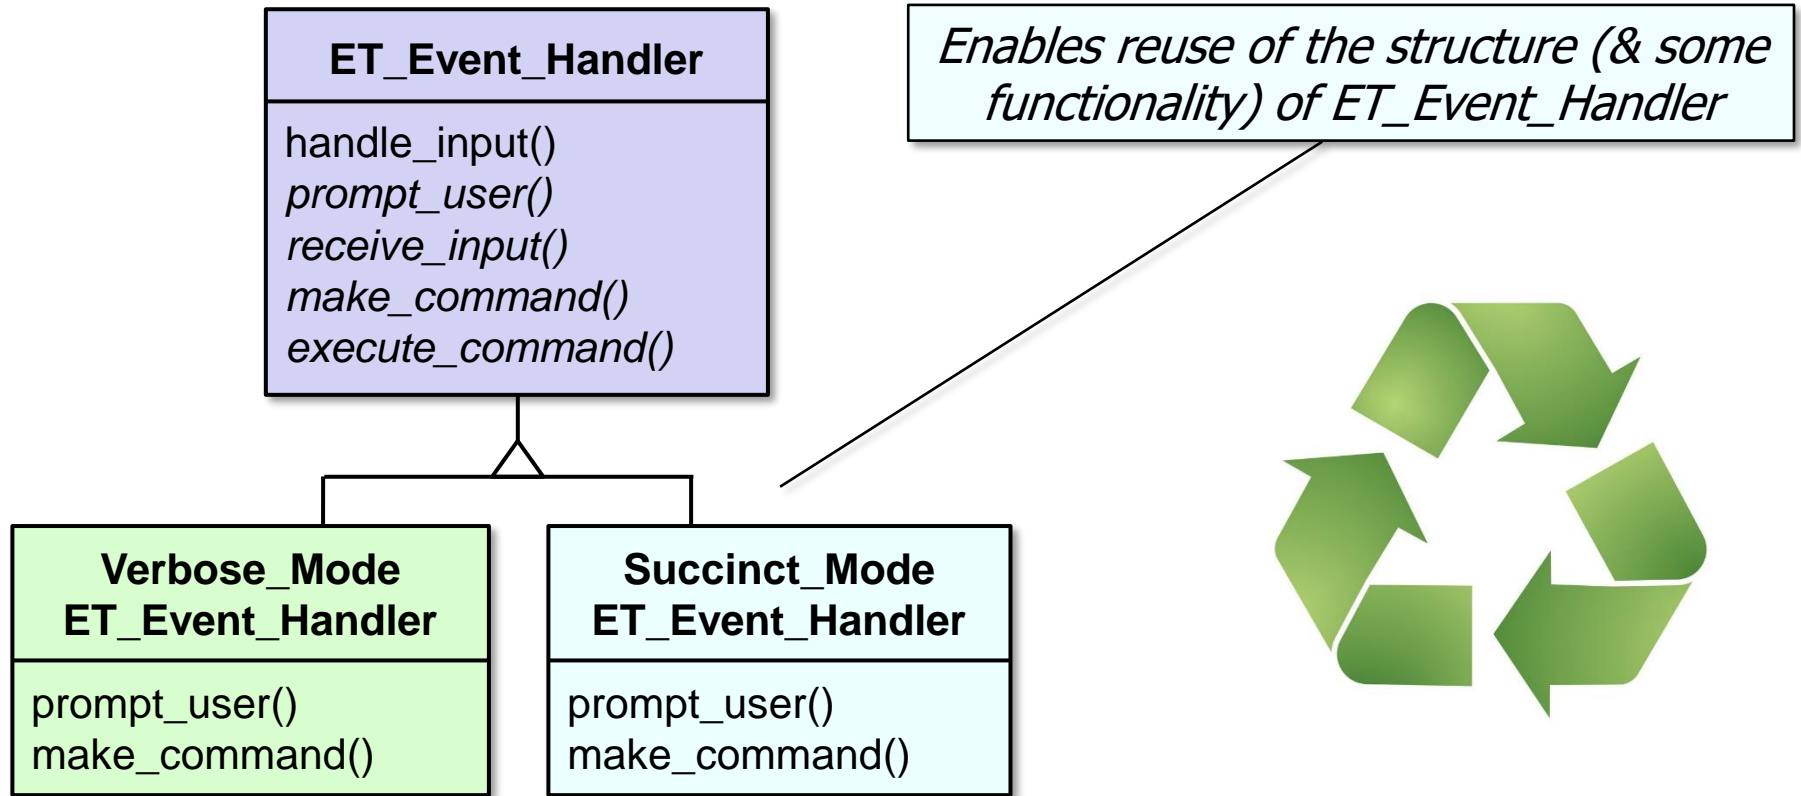 ET_Event_Handler
handle_input()
prompt_user()
receive_input()
make_command()
execute_command()
Enables reuse of the structure (& some
functionality) of ET_Event_Handler
Verbose_Mode
ET_Event_Handler
prompt_user()
make_command()
Succinct_Mode
ET_Event_Handler
prompt_user()
make_command()